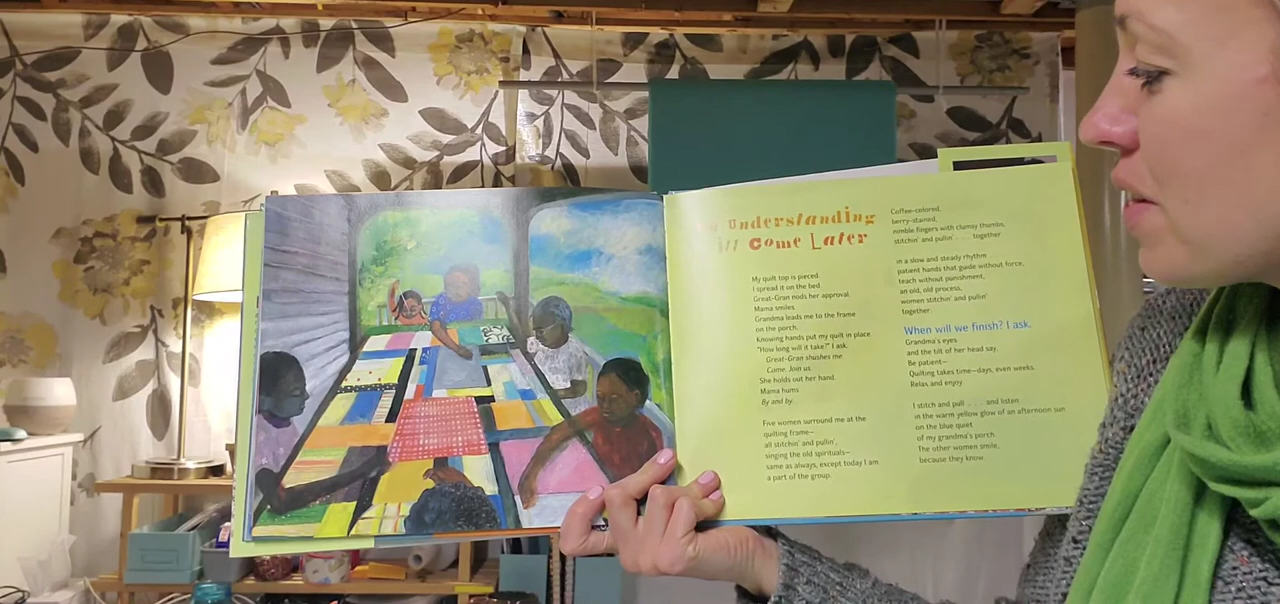 Understanding
Come Later
My quilt top is pieced.
I spread it on the bed.
Great-Gran nods her approval.
Mama smiles.
Grandma leads me to the frame
on the porch.
Knowing hands put my quilt in place.
"How long will it take?" I ask.
Great-Gran shushes me.
Come. Join us.
She holds out her hand.
Mama hums
By and by.
Five women surround me at the
quilting frame—
all stitchin' and pullin',
singing the old spirituals—
same as always, except today I am
a part of the group.
Coffee-colored,
berry-stained,
nimble fingers with clumsy thumbs,
stitchin' and pullin' . . . together
in a slow and steady rhythm
patient hands that guide without force,
teach without punishment,
an old, old process,
women stitchin' and pullin'
together.
When will we finish? I ask.
Grandma's eyes
and the tilt of her head say,
Be patient—
Quilting takes time—days, even weeks.
Relax and enjoy
I stitch and pull . . . and listen
in the warm yellow glow of an afternoon sun
on the blue quiet
of my grandma's porch.
The other women smile,
because they know.